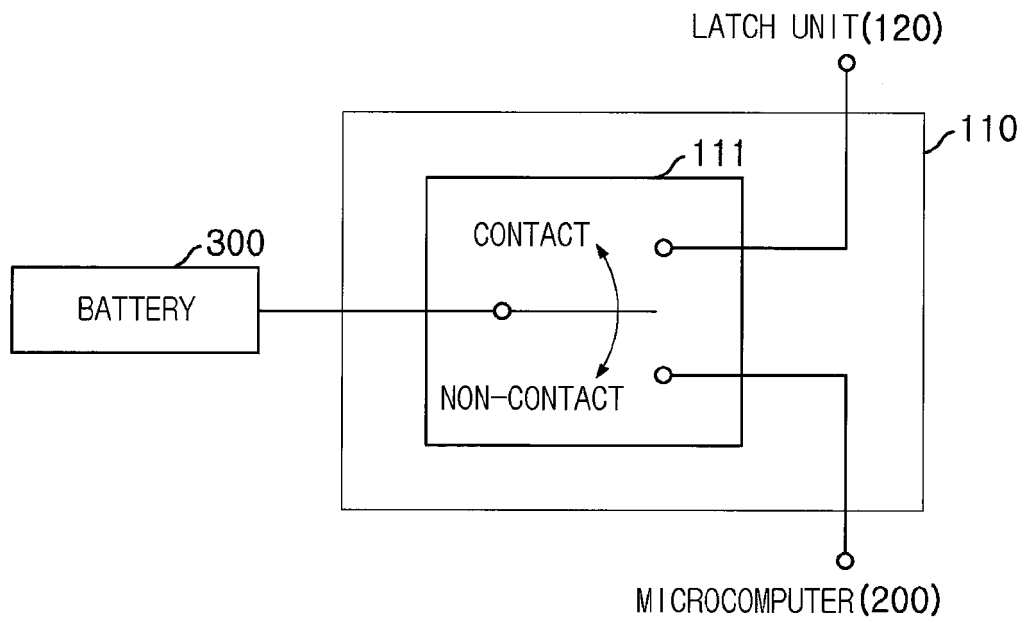 LATCH UNIT(120)
110
111
CONTACT
300
BATTERY
NON-CONTACT
MICROCOMPUTER(200)